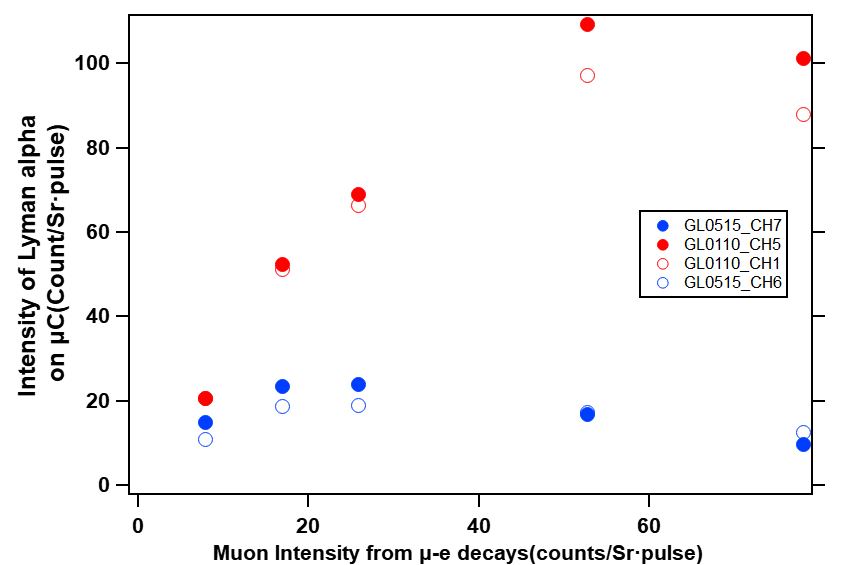 Intensity of Lyman alpha
on µC(Count/Sr·pulse)
100
80
60
40
20
0
GL0515_CH7
GL0110_CH5
GL0110_CH1
GL0515_CH6
0 20 40 60
Muon Intensity from µ-e decays(counts/Sr·pulse)